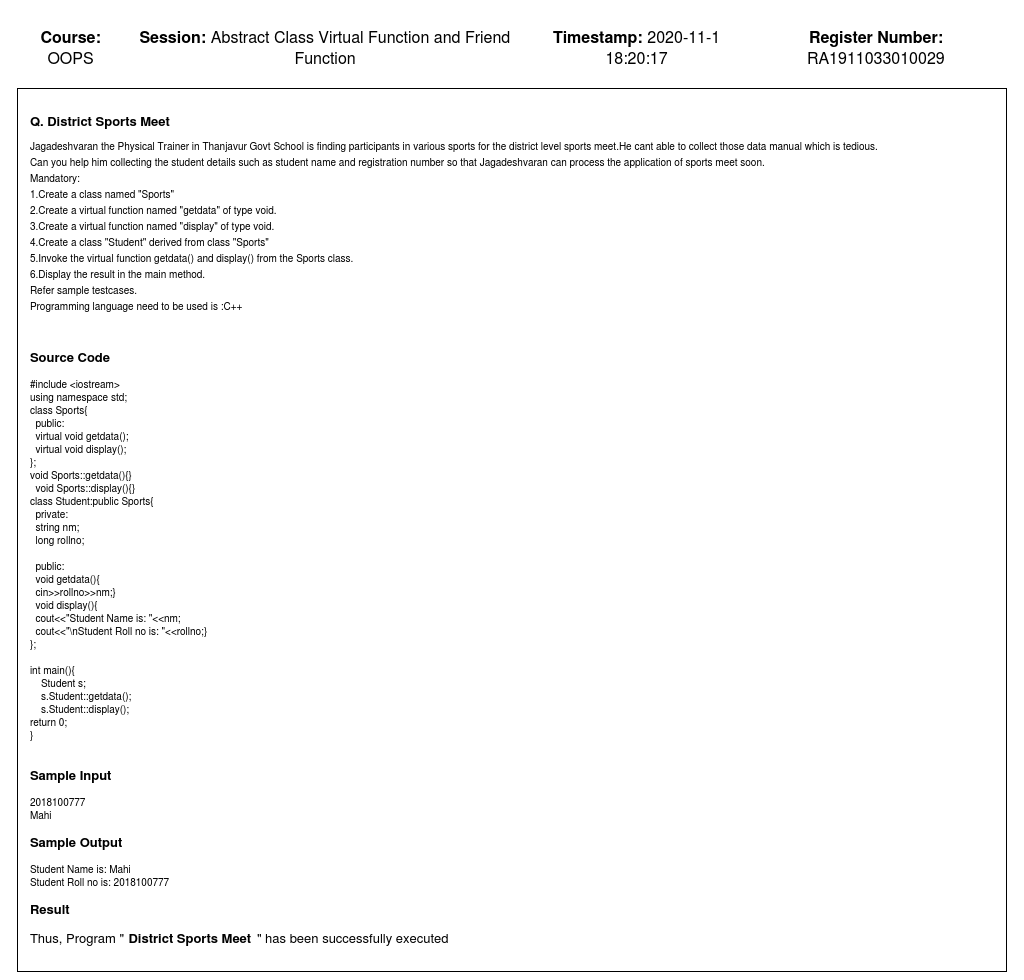 Course:
OOPS
Session: Abstract Class Virtual Function and Friend
Function
Timestamp: 2020-11-1
18:20:17
Register Number:
RA1911033010029
Q. District Sports Meet
Jagadeshvaran the Physical Trainer in Thanjavur Govt School is finding participants in various sports for the district level sports meet.He cant able to collect those data manual which is tedious.
Can you help him collecting the student details such as student name and registration number so that Jagadeshvaran can process the application of sports meet soon.
Mandatory:
1.Create a class named "Sports"
2.Create a virtual function named "getdata" of type void.
3.Create a virtual function named "display" of type void.
4.Create a class "Student" derived from class "Sports"
5.Invoke the virtual function getdata() and display() from the Sports class.
6.Display the result in the main method.
Refer sample testcases.
Programming language need to be used is :C++
Source Code
#include <iostream>
using namespace std;
class Sports{
  public:
  virtual void getdata();
  virtual void display();
};
void Sports::getdata(){}
  void Sports::display(){}
class Student:public Sports{
  private:
  string nm;
  long rollno;
  public:
  void getdata(){
  cin>>rollno>>nm;}
  void display(){
  cout<<"Student Name is: "<<nm;
  cout<<"\nStudent Roll no is: "<<rollno;}
};
int main(){
    Student s;
    s.Student::getdata();
    s.Student::display();
return 0;
}
Sample Input
2018100777
Mahi
Sample Output
Student Name is: Mahi
Student Roll no is: 2018100777
Result
Thus, Program " District Sports Meet " has been successfully executed